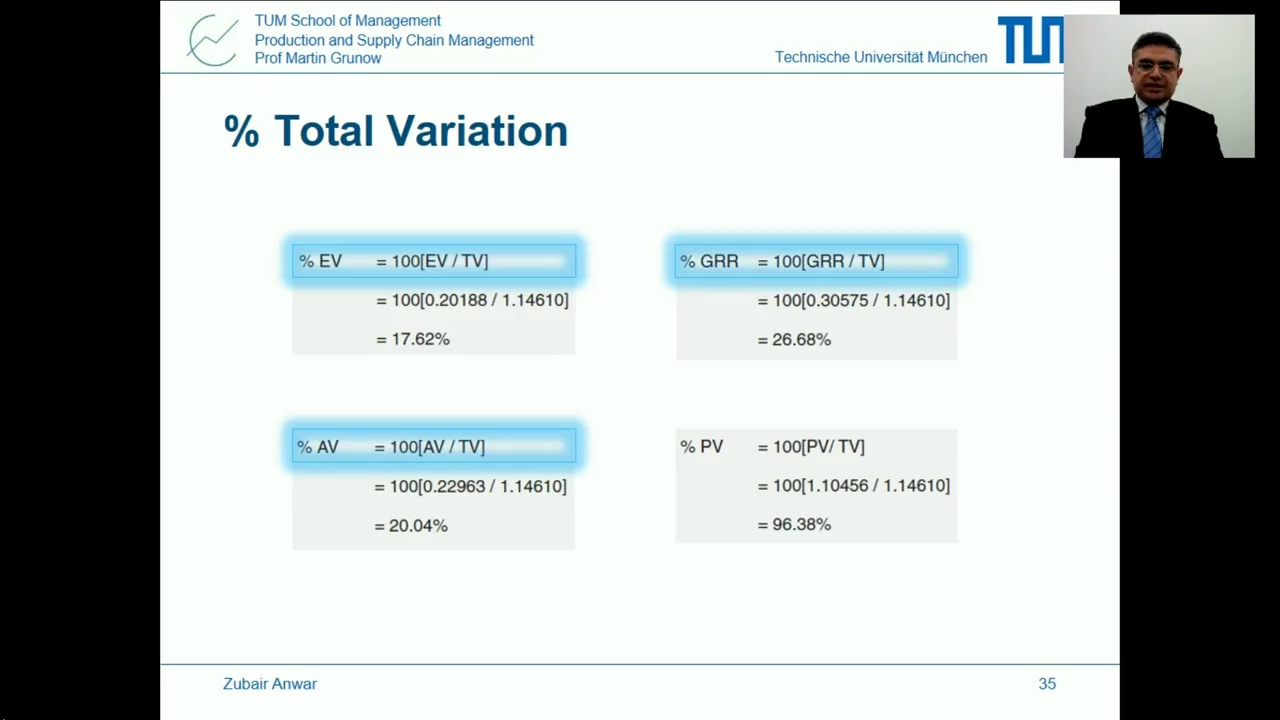 TUM School of Management
Production and Supply Chain Management
Prof Martin Grunow
Technische Universität München
TUM
% Total Variation
% EV = 100[EV / TV]
= 100[0.20188 / 1.14610]
= 17.62%
% GRR = 100[GRR / TV]
= 100[0.30575 / 1.14610]
= 26.68%
% AV = 100[AV / TV]
= 100[0.22963 / 1.14610]
= 20.04%
% PV = 100[PV/ TV]
= 100[1.10456 / 1.14610]
= 96.38%
Zubair Anwar
35